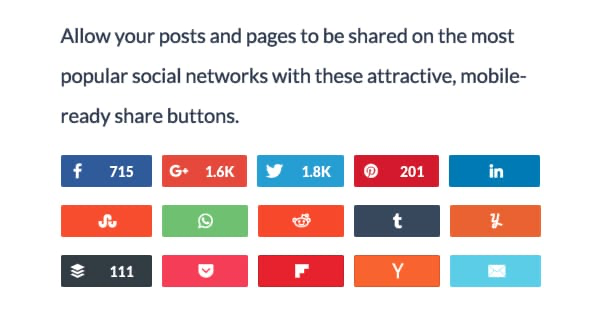 Allow your posts and pages to be shared on the most
popular social networks with these attractive, mobile-
ready share buttons.
f 715 G+ 1.6K 1.8K 201 in
t
111 Y